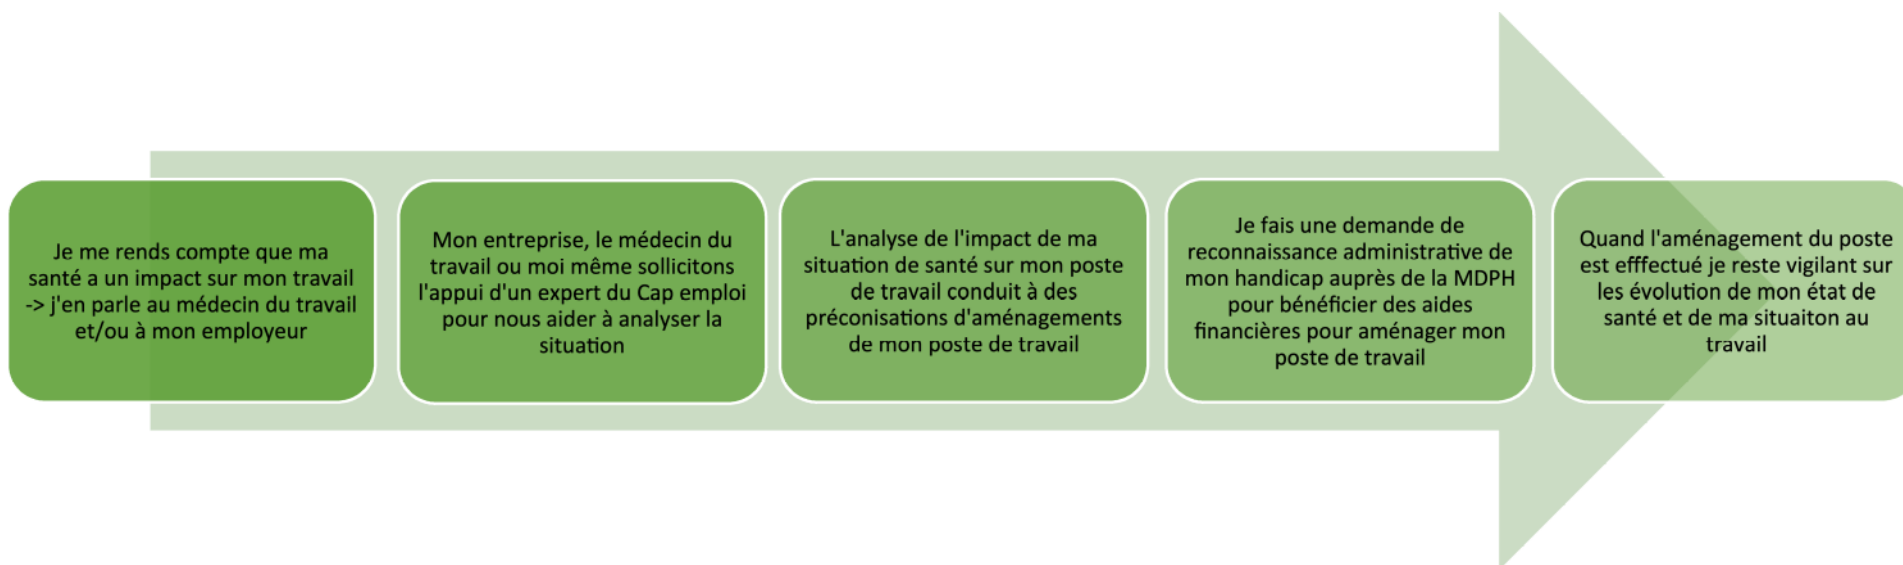 Je me rends compte que ma
santé a un impact sur mon travail
-> j'en parle au médecin du travail
et/ou à mon employeur
Mon entreprise, le médecin du
travail ou moi même sollicitons
l'appui d'un expert du Cap emploi
pour nous aider à analyser la
situation
L'analyse de l'impact de ma
situation de santé sur mon poste
de travail conduit à des
préconisations d'aménagements
de mon poste de travail
Je fais une demande de
reconnaissance administrative de
mon handicap auprès de la MDPH
pour bénéficier des aides
financières pour aménager mon
poste de travail
Quand l'aménagement du poste
est efffectué je reste vigilant sur
les évolution de mon état de
santé et de ma situaiton au
travail